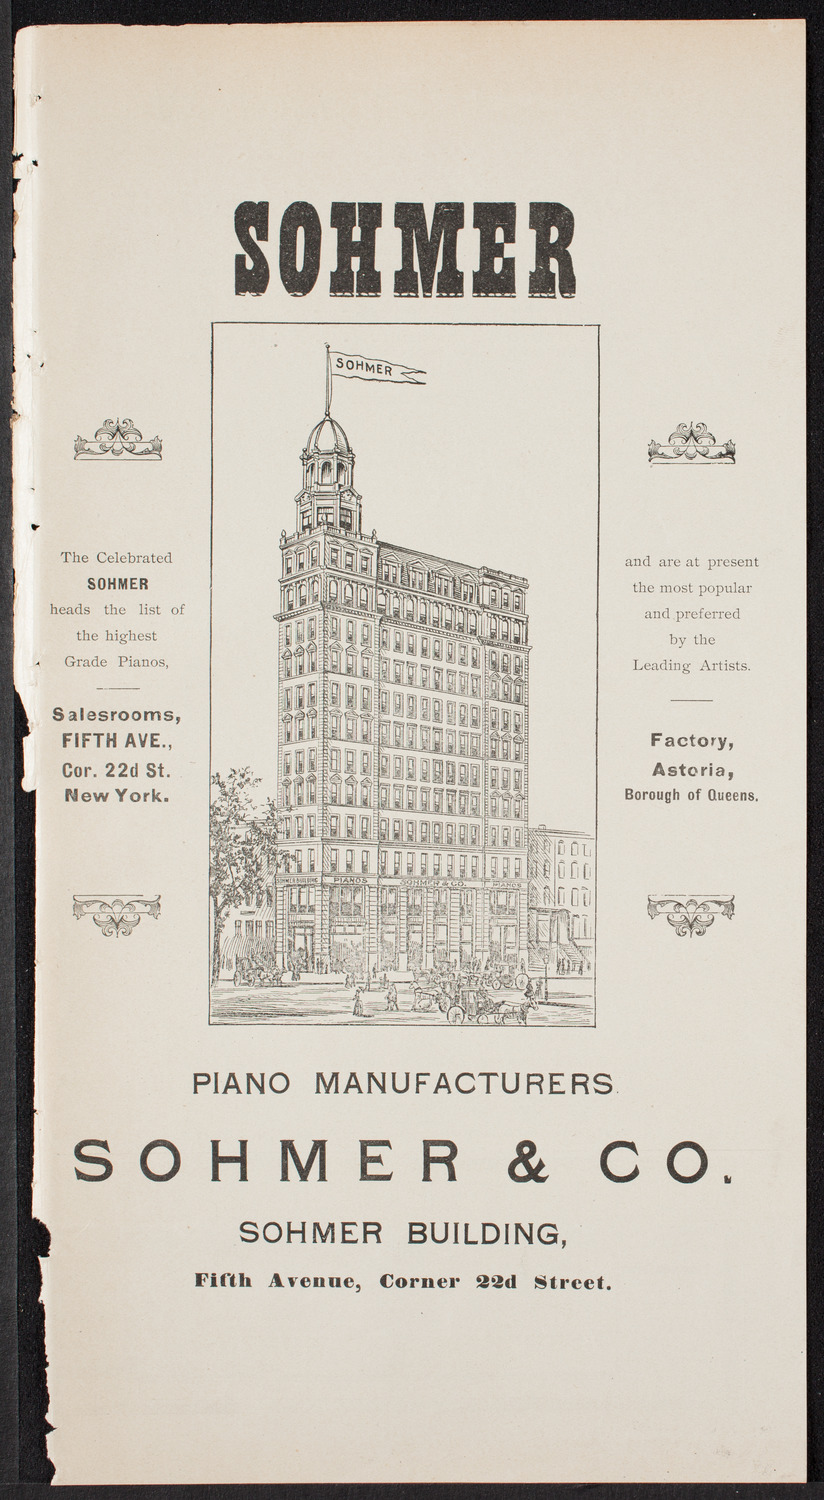 SOHMER
SOHMER
The Celebrated
SOHMER
heads the list of
the highest
Grade Pianos,
Salesrooms,
FIFTH AVE.,
Cor. 22d St.
New York.
and are at present
the most popular
and preferred
by the
Leading Artists.
Factory,
Astoria,
Borough of Queens.
SOHMER BUILDING PIANOS SOHMER & CO. PIANOS
PIANO MANUFACTURERS.
SOHMER & CO.
SOHMER BUILDING,
Fifth Avenue, Corner 22d Street.